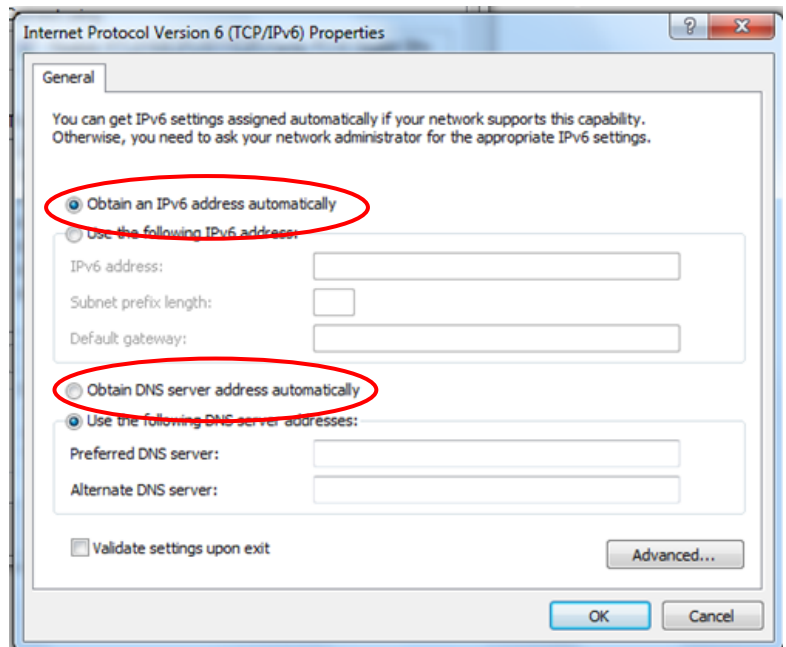 Internet Protocol Version 6 (TCP/IPv6) Properties
?
X
General
You can get IPv6 settings assigned automatically if your network supports this capability.
Otherwise, you need to ask your network administrator for the appropriate IPv6 settings.
Obtain an IPv6 address automatically
Use the following IPv6 address:
IPv6 address:
Subnet prefix length:
Default gateway:
Obtain DNS server address automatically
Use the following DNS server addresses:
Preferred DNS server:
Alternate DNS server:
Validate settings upon exit
Advanced...
OK
Cancel